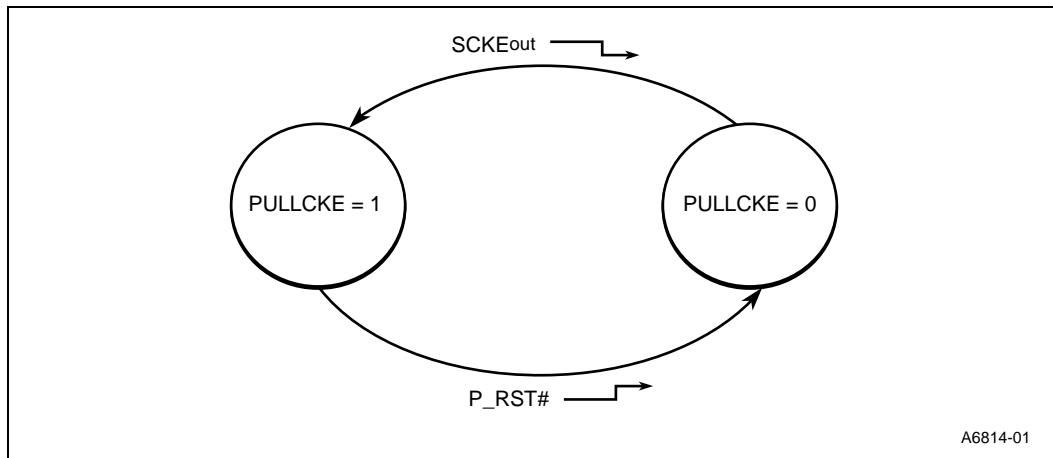 SCKEout
PULLCKE = 1
PULLCKE = 0
P_RST#
A6814-01